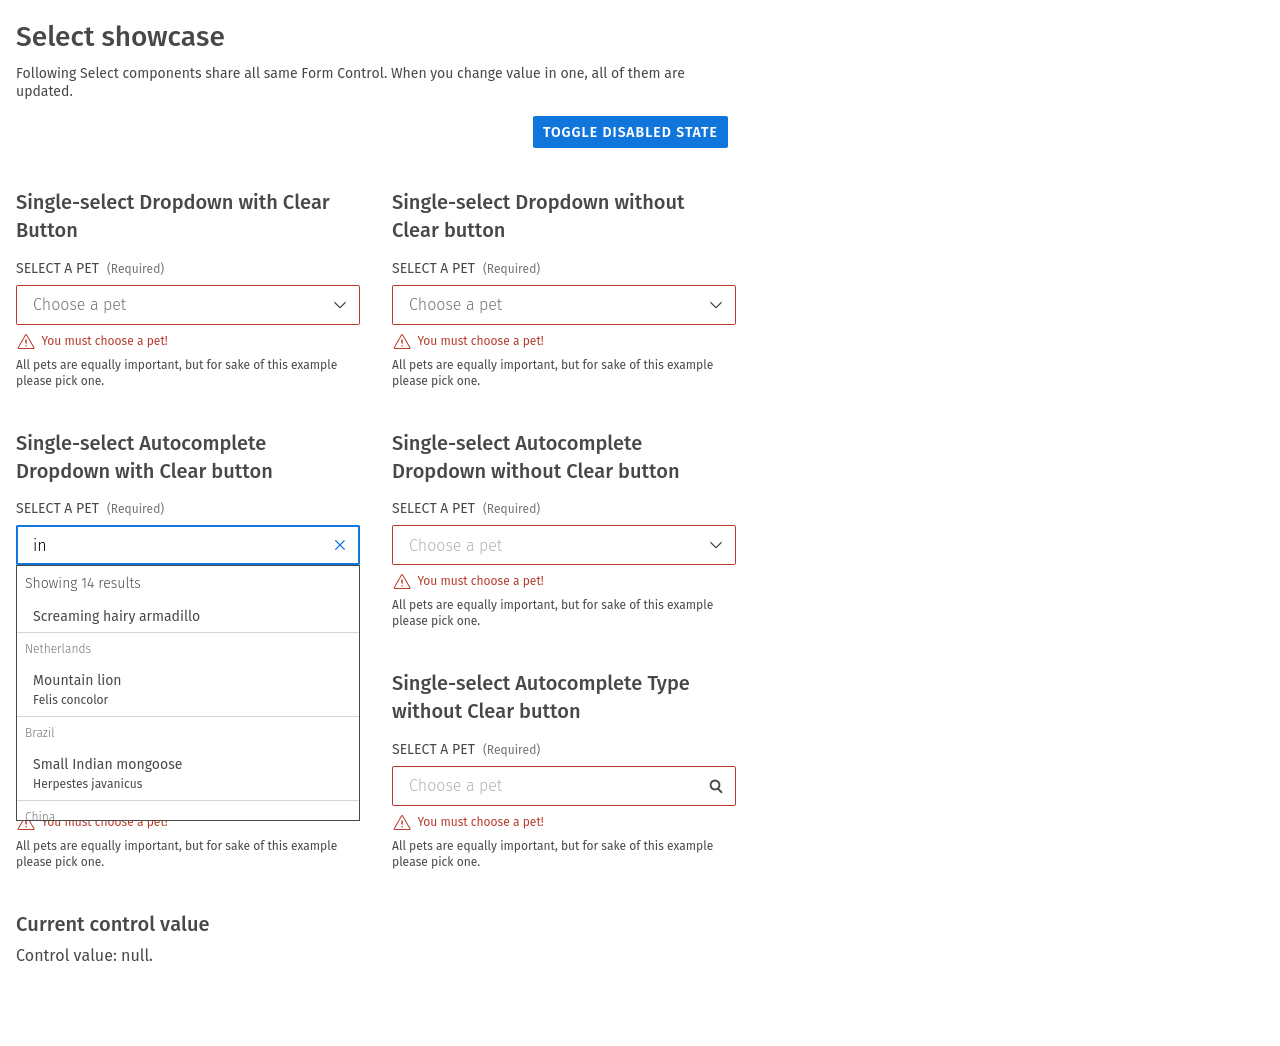 Select showcase
Following Select components share all same Form Control. When you change value in one, all of them are
updated.
TOGGLE DISABLED STATE
Single-select Dropdown with Clear
Button
SELECT A PET (Required)
Choose a pet
You must choose a pet!
All pets are equally important, but for sake of this example
please pick one.
Single-select Dropdown without
Clear button
SELECT A PET (Required)
Choose a pet
You must choose a pet!
All pets are equally important, but for sake of this example
please pick one.
Single-select Autocomplete
Dropdown with Clear button
SELECT A PET (Required)
in
Showing 14 results
Screaming hairy armadillo
Netherlands
Mountain lion
Felis concolor
Brazil
Small Indian mongoose
Herpestes javanicus
China
You must choose a pet!
All pets are equally important, but for sake of this example
please pick one.
Single-select Autocomplete
Dropdown without Clear button
SELECT A PET (Required)
Choose a pet
You must choose a pet!
All pets are equally important, but for sake of this example
please pick one.
Single-select Autocomplete Type
without Clear button
SELECT A PET (Required)
Choose a pet
You must choose a pet!
All pets are equally important, but for sake of this example
please pick one.
Current control value
Control value: null.